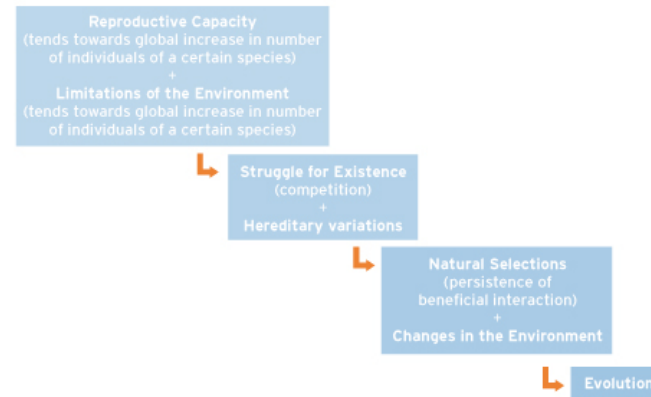 Reproductive Capacity
(tends towards global increase in number
of individuals of a certain species)
+
Limitations of the Environment
(tends towards global increase in number
of individuals of a certain species)
Struggle for Existence
(competition)
+
Hereditary variations
Natural Selections
(persistence of
beneficial interaction)
+
Changes in the Environment
Evolution